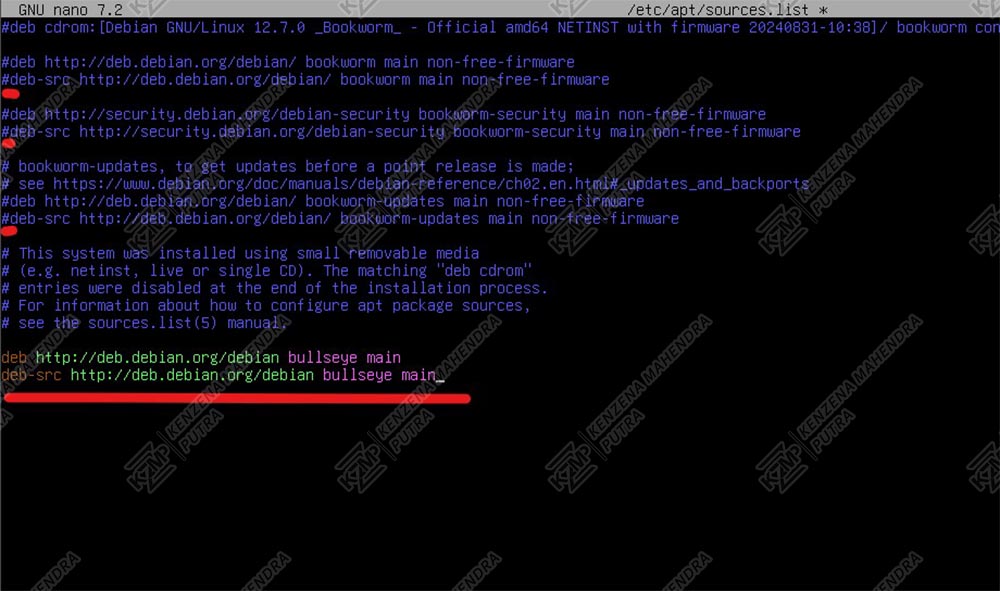 GNU nano 7.2 /etc/apt/sources.list *
#deb cdrom:[Debian GNU/Linux 12.7.0 _Bookworm_ - Official amd64 NETINST with firmware 20240831-10:38]/ bookworm con
#deb http://deb.debian.org/debian/ bookworm main non-free-firmware
#deb-src http://deb.debian.org/debian/ bookworm main non-free-firmware
#deb http://security.debian.org/debian-security bookworm-security main non-free-firmware
#deb-src http://security.debian.org/debian-security bookworm-security main non-free-firmware
# bookworm-updates, to get updates before a point release is made;
# see https://www.debian.org/doc/manuals/debian-reference/ch02.en.html#_updates_and_backports
#deb http://deb.debian.org/debian/ bookworm-updates main non-free-firmware
#deb-src http://deb.debian.org/debian/ bookworm-updates main non-free-firmware
# This system was installed using small removable media
# (e.g. netinst, live or single CD). The matching "deb cdrom"
# entries were disabled at the end of the installation process.
# For information about how to configure apt package sources,
# see the sources.list(5) manual.
deb http://deb.debian.org/debian bullseye main
deb-src http://deb.debian.org/debian bullseye main
KZMP KENZENA MAHENDRA PUTRA